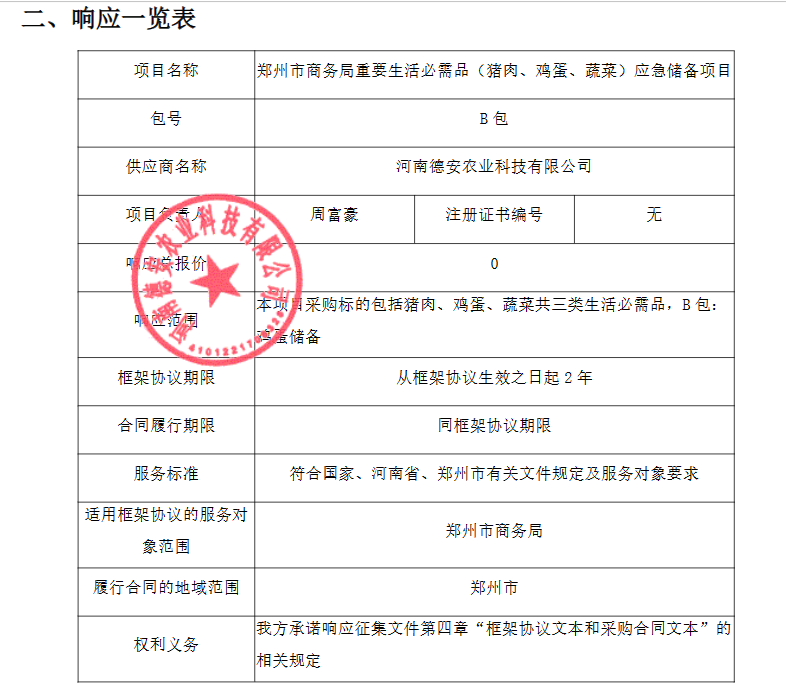 二、响应一览表
项目名称 郑州市商务局重要生活必需品（猪肉、鸡蛋、蔬菜）应急储备项目
包号 B 包
供应商名称 河南德安农业科技有限公司
项目负责人 周富豪 注册证书编号 无
响应总报价 0
响应范围 本项目采购标的包括猪肉、鸡蛋、蔬菜共三类生活必需品，B 包：
鸡蛋储备
框架协议期限 从框架协议生效之日起 2 年
合同履行期限 同框架协议期限
服务标准 符合国家、河南省、郑州市有关文件规定及服务对象要求
适用框架协议的服务对
象范围 郑州市商务局
履行合同的地域范围 郑州市
权利义务 我方承诺响应征集文件第四章“框架协议文本和采购合同文本”的
相关规定
河南德安农业科技有限公司